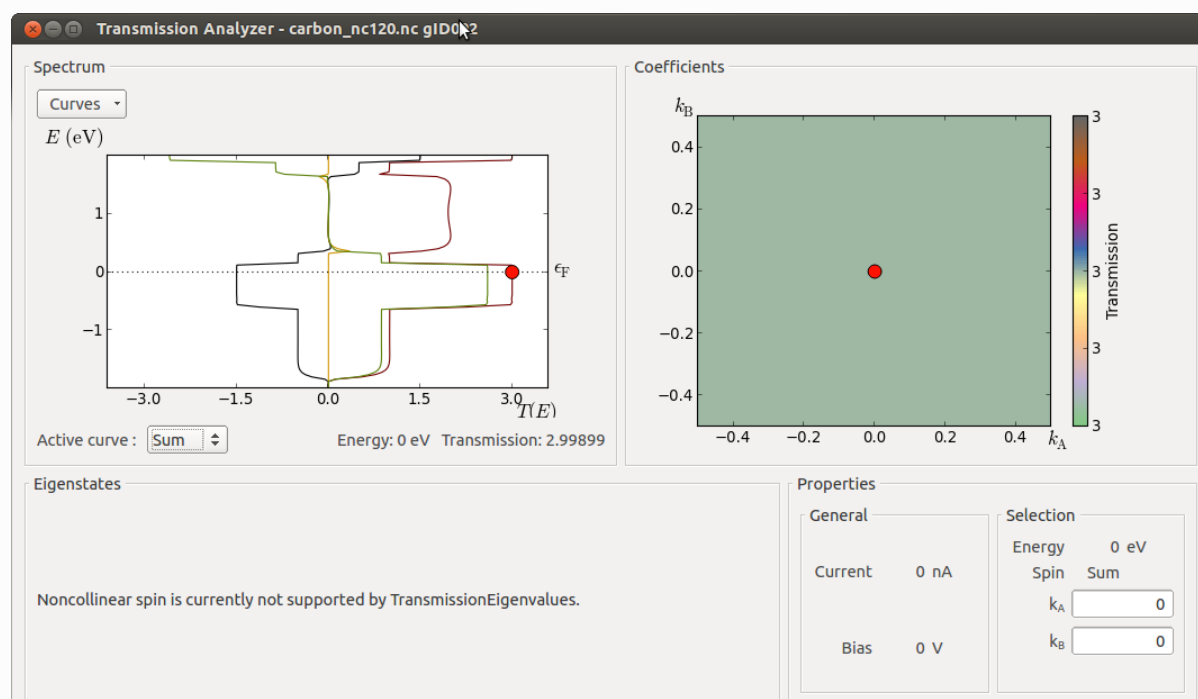 Transmission Analyzer - carbon_nc120.nc gID0 2
Spectrum
Curves
E (eV)
1
0
−1
ϵF
−3.0 −1.5 0.0 1.5 3.0
T(E)
Active curve : Sum Energy: 0 eV Transmission: 2.99899
Coefficients
kB
0.4
0.2
0.0
−0.2
−0.4
−0.4 −0.2 0.0 0.2 0.4 kA
3
3
3
3
3
Transmission
Eigenstates
Noncollinear spin is currently not supported by TransmissionEigenvalues.
Properties
General
Current 0 nA
Bias 0 V
Selection
Energy 0 eV
Spin Sum
kA 0
kB 0